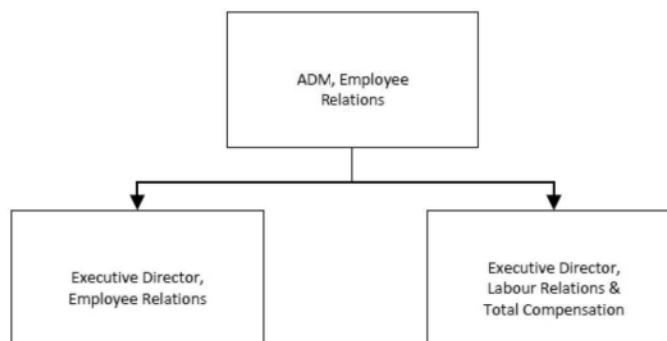 ADM, Employee
Relations
Executive Director,
Employee Relations
Executive Director,
Labour Relations &
Total Compensation